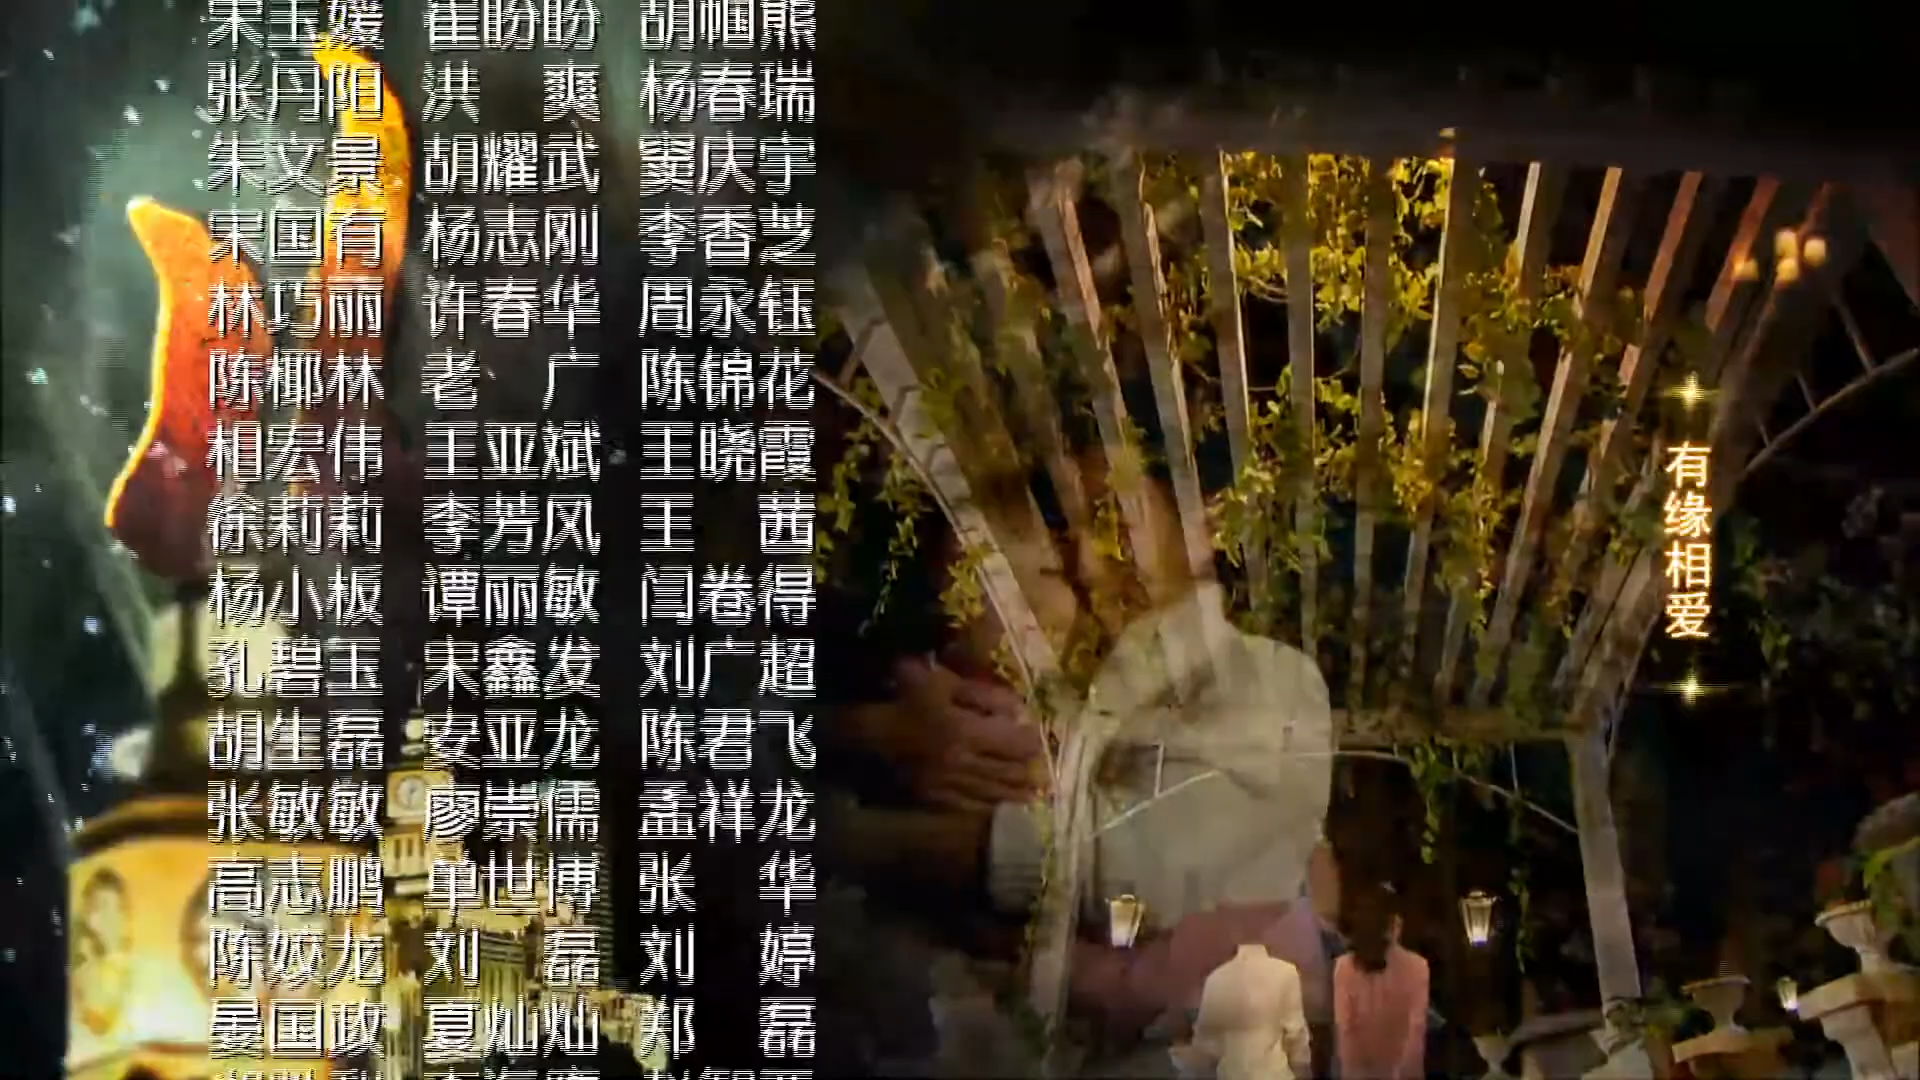 宋玉媛 崔盼盼 胡帼熊
张丹阳 洪 爽 杨春瑞
朱文景 胡耀武 窦庆宇
宋国有 杨志刚 李香芝
林巧丽 许春华 周永钰
陈椰林 老 广 陈锦花
相宏伟 王亚斌 王晓霞
徐莉莉 李芳风 王 茜
杨小板 谭丽敏 闫卷得
孔碧玉 宋鑫发 刘广超
胡生磊 安亚龙 陈君飞
张敏敏 廖崇儒 孟祥龙
高志鹏 单世博 张 华
陈姣龙 刘 磊 刘 婷
晏国政 夏灿灿 郑 磊
有缘相爱